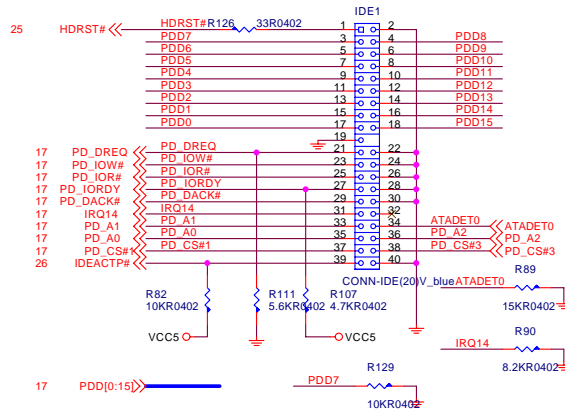 IDE1
25 HDRST# HDRST# R126 33R0402 1 2
PDD7 3 4 PDD8
PDD6 5 6 PDD9
PDD5 7 8 PDD10
PDD4 9 10 PDD11
PDD3 11 12 PDD12
PDD2 13 14 PDD13
PDD1 15 16 PDD14
PDD0 17 18 PDD15
19
17 PD_DREQ PD_DREQ 21 22
17 PD_IOW# PD_IOW# 23 24
17 PD_IOR# PD_IOR# 25 26
17 PD_IORDY PD_IORDY 27 28
17 PD_DACK# PD_DACK# 29 30
17 IRQ14 IRQ14 31 32
17 PD_A1 PD_A1 33 34 ATADET0 ATADET0
17 PD_A0 PD_A0 35 36 PD_A2 PD_A2
17 PD_CS#1 PD_CS#1 37 38 PD_CS#3 PD_CS#3
26 IDEACTP# 39 40
CONN-IDE(20)V_blue ATADET0 R89
R82 R111 R107
10KR0402 5.6KR0402 4.7KR0402 15KR0402
VCC5 VCC5 IRQ14 R90
8.2KR0402
17 PDD[0:15] PDD7 R129
10KR0402